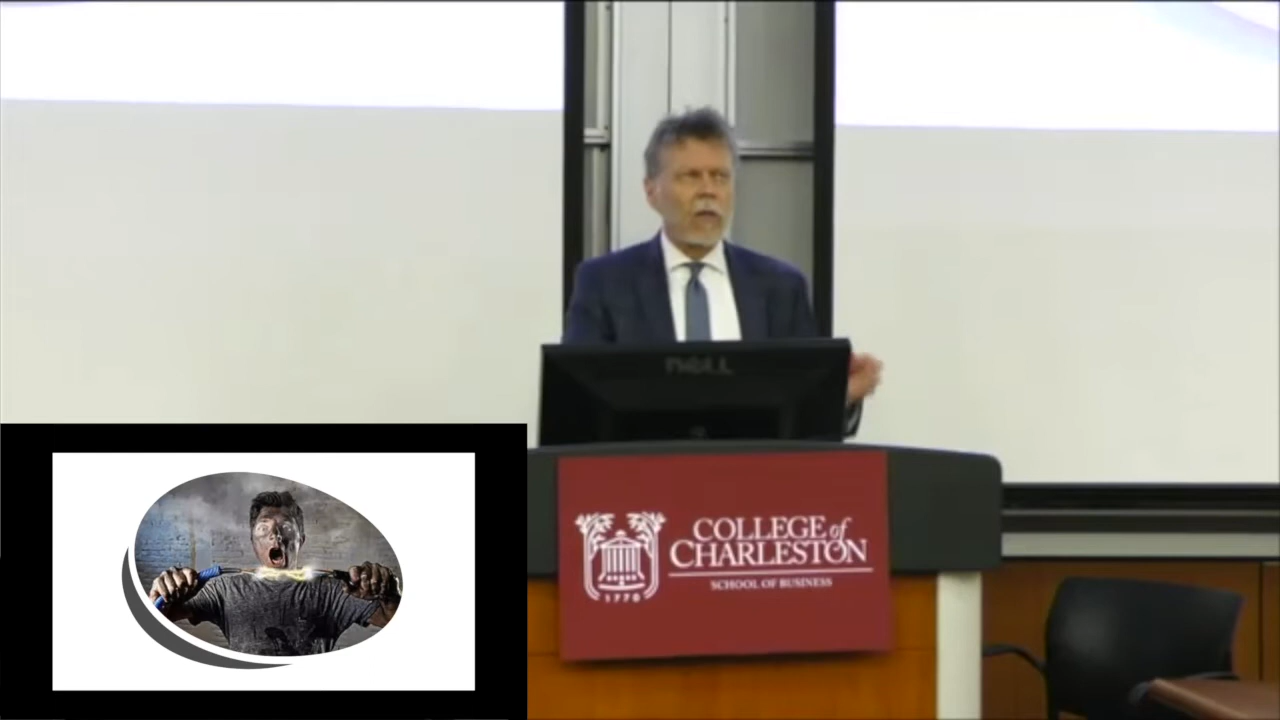 DELL
COLLEGE of
CHARLESTON
SCHOOL OF BUSINESS
1770